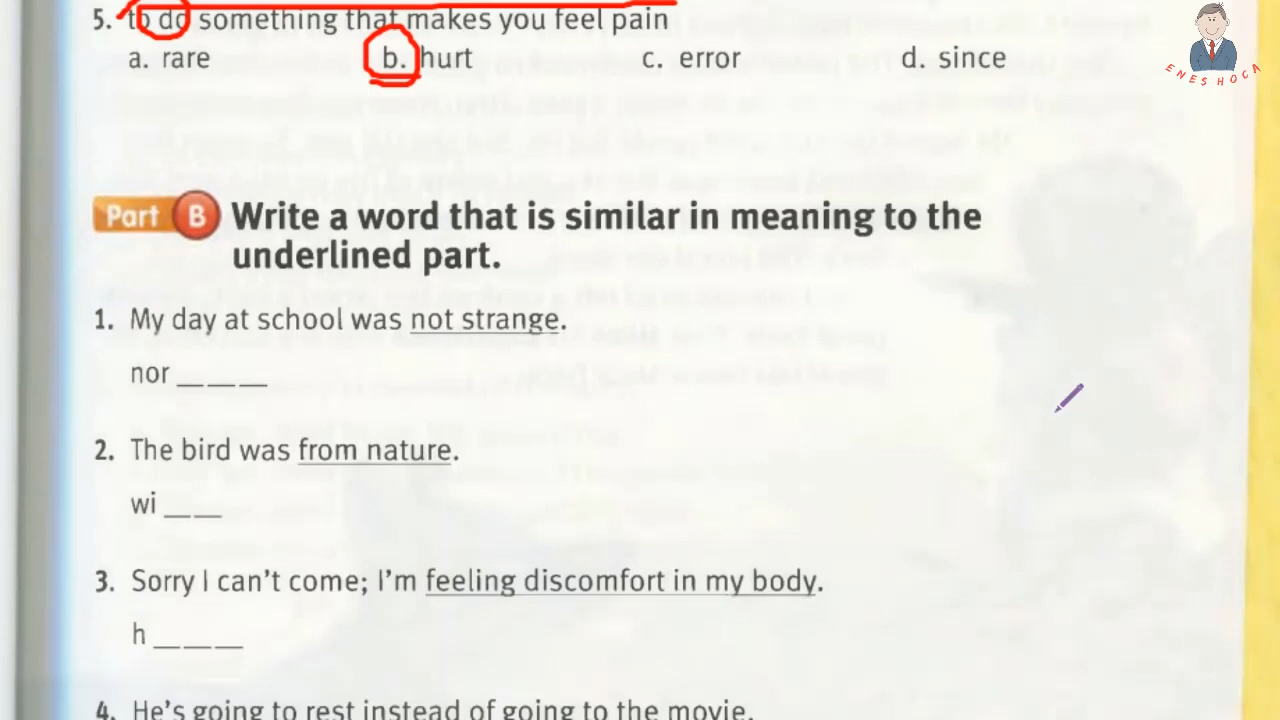 5. to do something that makes you feel pain
a. rare b. hurt c. error d. since
ENES HOCA
Part B Write a word that is similar in meaning to the
underlined part.
1. My day at school was not strange.
nor _ _ _
2. The bird was from nature.
wi _ _
3. Sorry I can't come; I'm feeling discomfort in my body.
h _ _ _
4. He's going to rest instead of going to the movie.